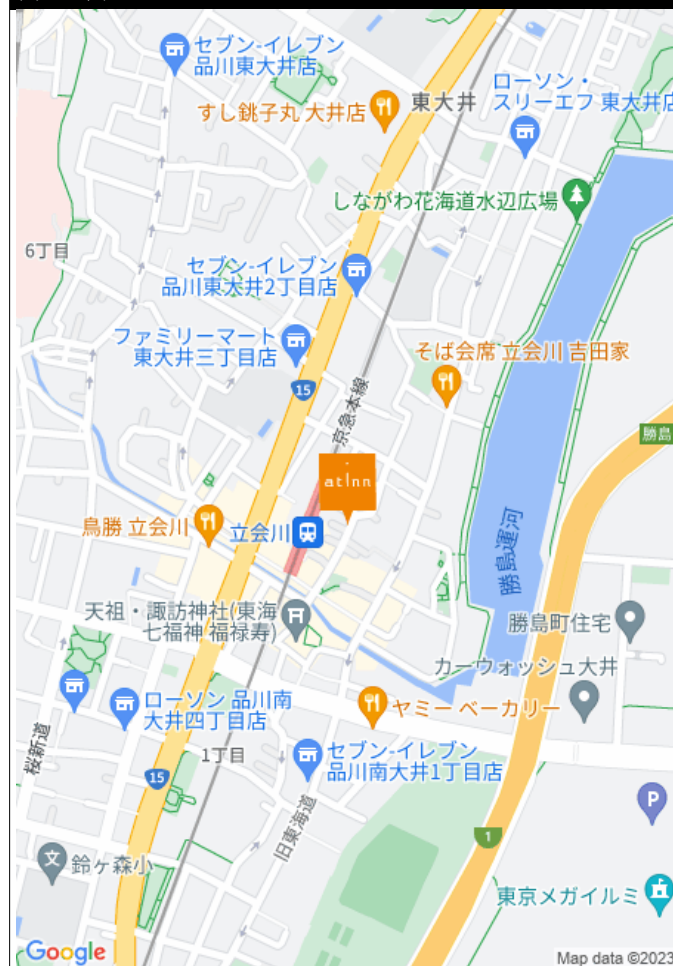 セブン-イレブン
品川東大井店
ローソン・
スリーエフ 東大井店
東大井
すし銚子丸 大井店
しながわ花海道水辺広場
6丁目
セブン-イレブン
品川東大井2丁目店
ファミリーマート
東大井三丁目店
そば会席 立会川 吉田家
15
京急本線
勝島
atInn
鳥勝 立会川
立会川
勝島運河
天祖・諏訪神社(東海
七福神 福禄寿)
勝島町住宅
カーウォッシュ大井
ローソン 品川南
大井四丁目店
ヤミー ベーカリー
桜新道
1丁目
セブン-イレブン
品川南大井1丁目店
15
P
旧東海道
1
文
鈴ヶ森小
東京メガイルミ
Google
Map data ©2023